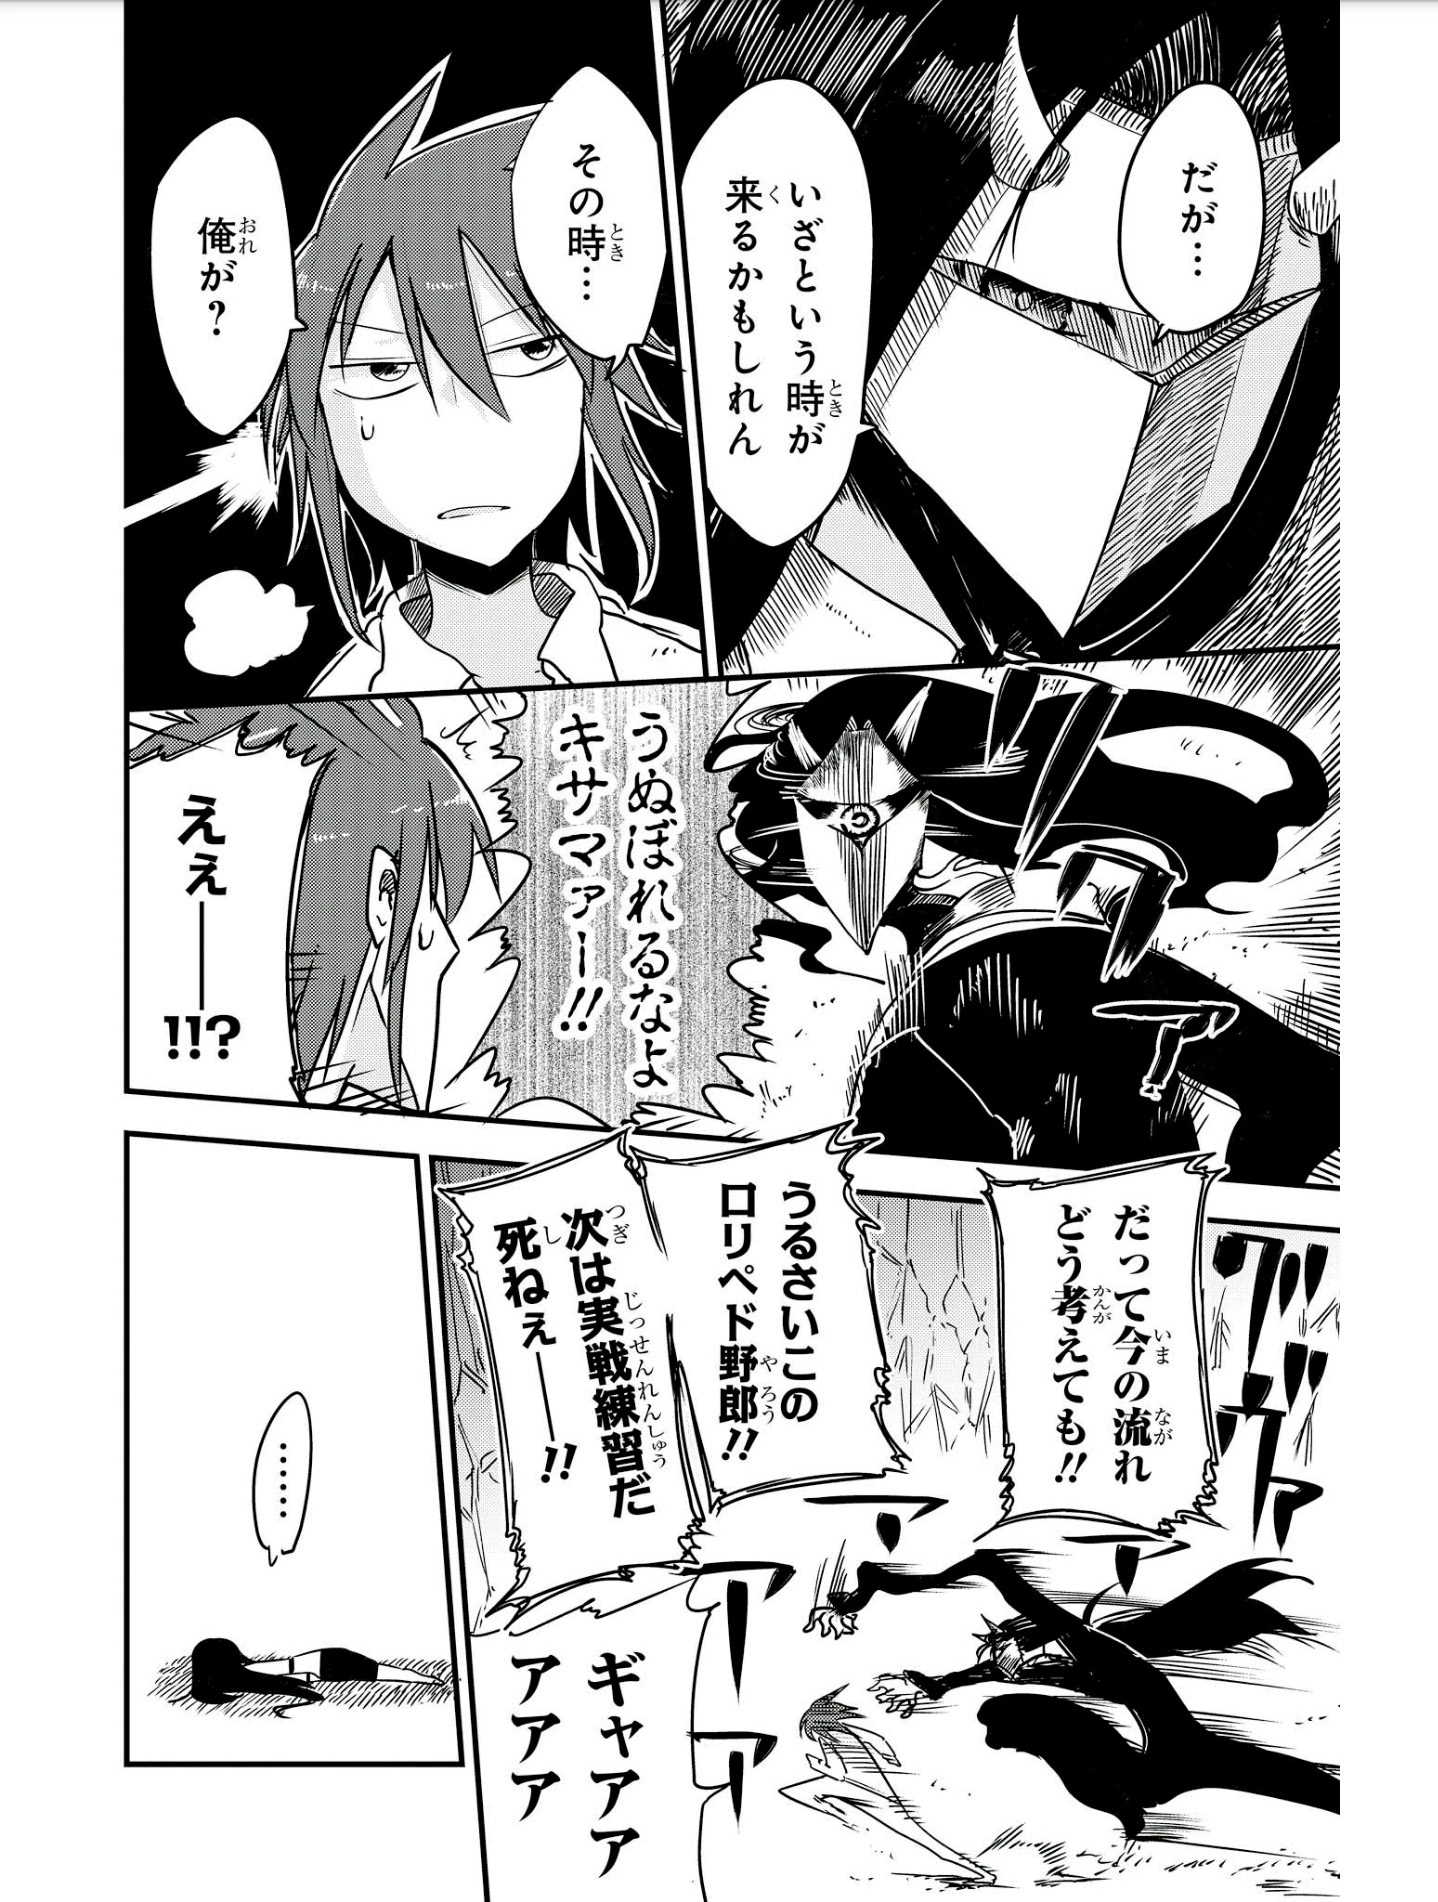 だが…
いざという時が
来るかもしれん
その時…
俺が？
うぬぼれるなよ
キサマァー!!
ええ――!!?
だって今の流れ
どう考えても!!
うるさいこの
ロリペド野郎!!
次は実戦練習だ
死ねぇ――!!
ギャアア
アアア
……